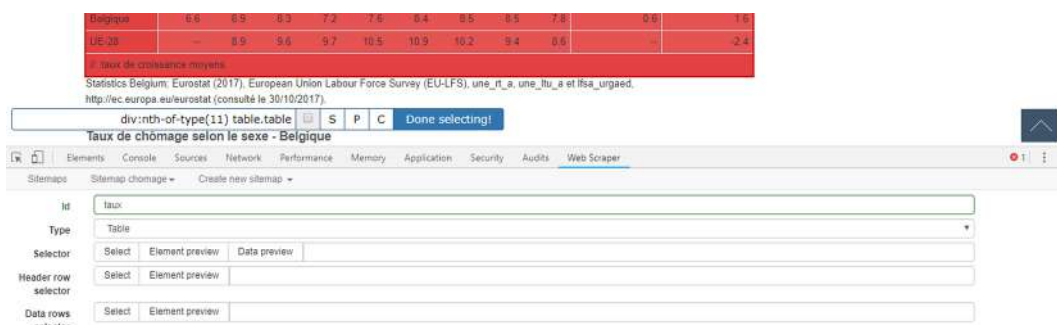 Belgique 6.6 8.9 8.3 7.2 7.6 8.4 8.5 8.5 7.8 0.6 1.6
UE-28 -- 8.9 9.6 9.7 10.5 10.9 10.2 9.4 8.6 -- -2.4
taux de croissance moyens
Statistics Belgium: Eurostat (2017), European Union Labour Force Survey (EU-LFS), une_rt_a, une_ltu_a et lfsa_urgaed,
http://ec.europa.eu/eurostat (consulté le 30/10/2017).
div:nth-of-type(11) table.table S P C Done selecting!
Taux de chômage selon le sexe - Belgique
Elements Console Sources Network Performance Memory Application Security Audits Web Scraper 1
Sitemaps Sitemap chomage Create new sitemap
Id taux
Type Table
Selector Select Element preview Data preview
Header row selector Select Element preview
Data rows Select Element preview